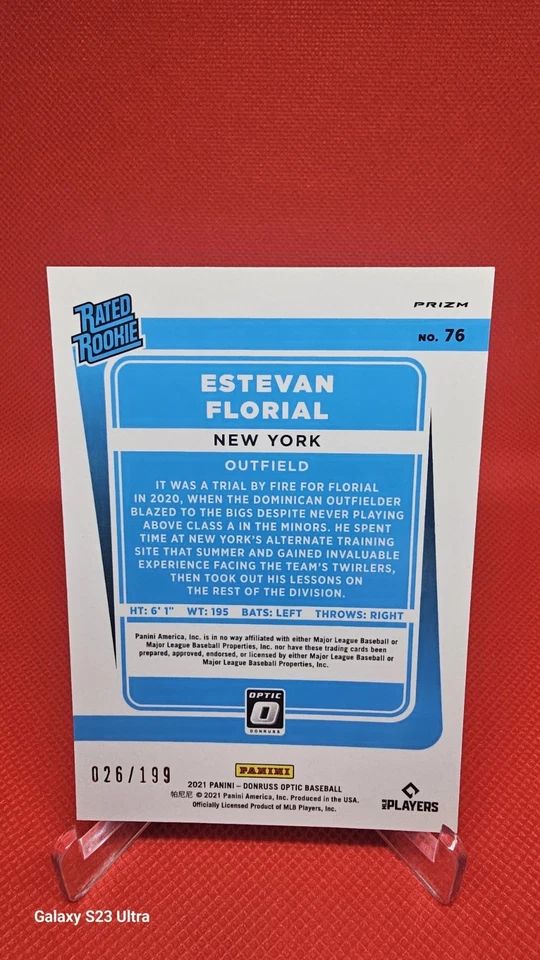 RATED
ROOKIE
PRIZM
NO. 76
ESTEVAN
FLORIAL
NEW YORK
OUTFIELD
IT WAS A TRIAL BY FIRE FOR FLORIAL
IN 2020, WHEN THE DOMINICAN OUTFIELDER
BLAZED TO THE BIGS DESPITE NEVER PLAYING
ABOVE CLASS A IN THE MINORS. HE SPENT
TIME AT NEW YORK'S ALTERNATE TRAINING
SITE THAT SUMMER AND GAINED INVALUABLE
EXPERIENCE FACING THE TEAM'S TWIRLERS,
THEN TOOK OUT HIS LESSONS ON
THE REST OF THE DIVISION.
HT: 6' 1" WT: 195 BATS: LEFT THROWS: RIGHT
Panini America, Inc. is in no way affiliated with either Major League Baseball or
Major League Baseball Properties, Inc. nor have these trading cards been
prepared, approved, endorsed, or licensed by either Major League Baseball or
Major League Baseball Properties, Inc.
OPTIC
DONRUSS
026/199
PANINI
2021 PANINI – DONRUSS OPTIC BASEBALL
帕尼尼 © 2021 Panini America, Inc. Produced in the USA.
Officially Licensed Product of MLB Players, Inc.
MLB PLAYERS
Galaxy S23 Ultra